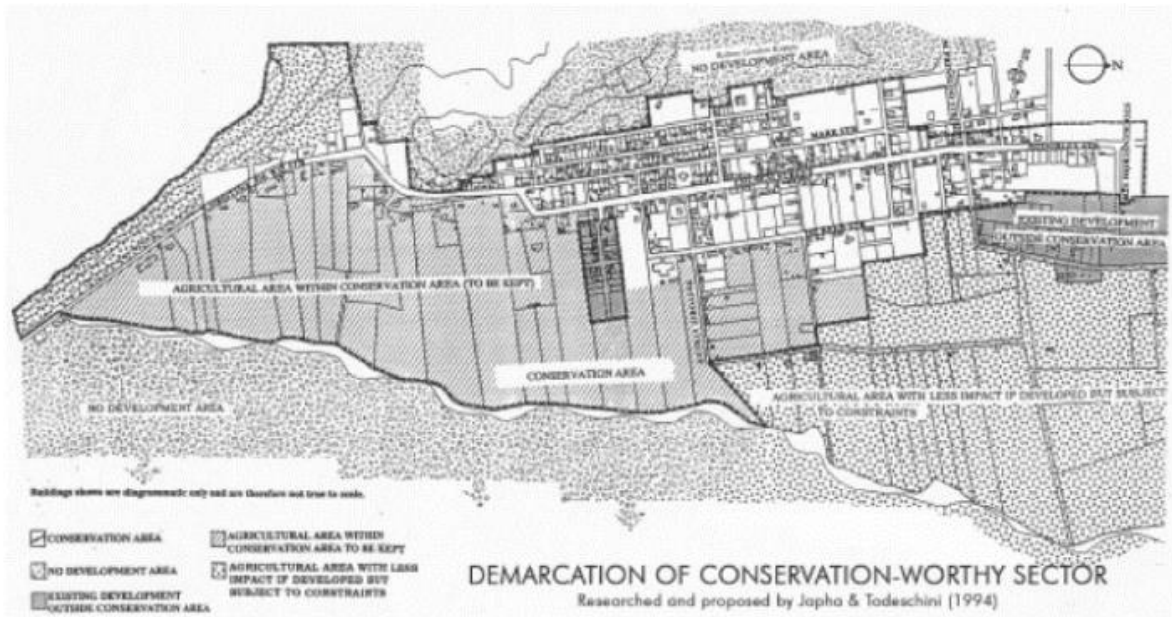 NO DEVELOPMENT AREA
N
MARK STR
EXISTING DEVELOPMENT
OUTSIDE CONSERVATION AREA
AGRICULTURAL AREA WITHIN CONSERVATION AREA (TO BE KEPT)
CONSERVATION AREA
NO DEVELOPMENT AREA
AGRICULTURAL AREA WITH LESS IMPACT IF DEVELOPED BUT SUBJECT
TO CONSTRAINTS
Buildings shown are diagrammatic only and are therefore not true to scale.
CONSERVATION AREA
NO DEVELOPMENT AREA
EXISTING DEVELOPMENT
OUTSIDE CONSERVATION AREA
AGRICULTURAL AREA WITHIN
CONSERVATION AREA TO BE KEPT
AGRICULTURAL AREA WITH LESS
IMPACT IF DEVELOPED BUT
SUBJECT TO CONSTRAINTS
DEMARCATION OF CONSERVATION-WORTHY SECTOR
Researched and proposed by Japha & Todeschini (1994)